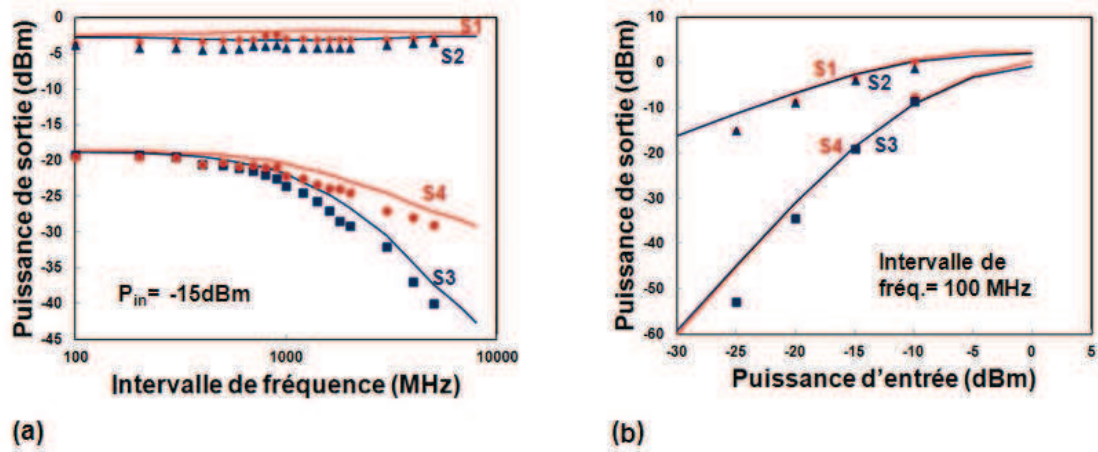 Puissance de sortie (dBm)
0
-5
-10
-15
-20
-25
-30
-35
-40
-45
S1
S2
S4
S3
Pin= -15dBm
100
1000
10000
Intervalle de fréquence (MHz)
(a)
Puissance de sortie (dBm)
10
0
-10
-20
-30
-40
-50
-60
S1
S2
S4
S3
Intervalle de
fréq.= 100 MHz
-30
-25
-20
-15
-10
-5
0
5
Puissance d'entrée (dBm)
(b)